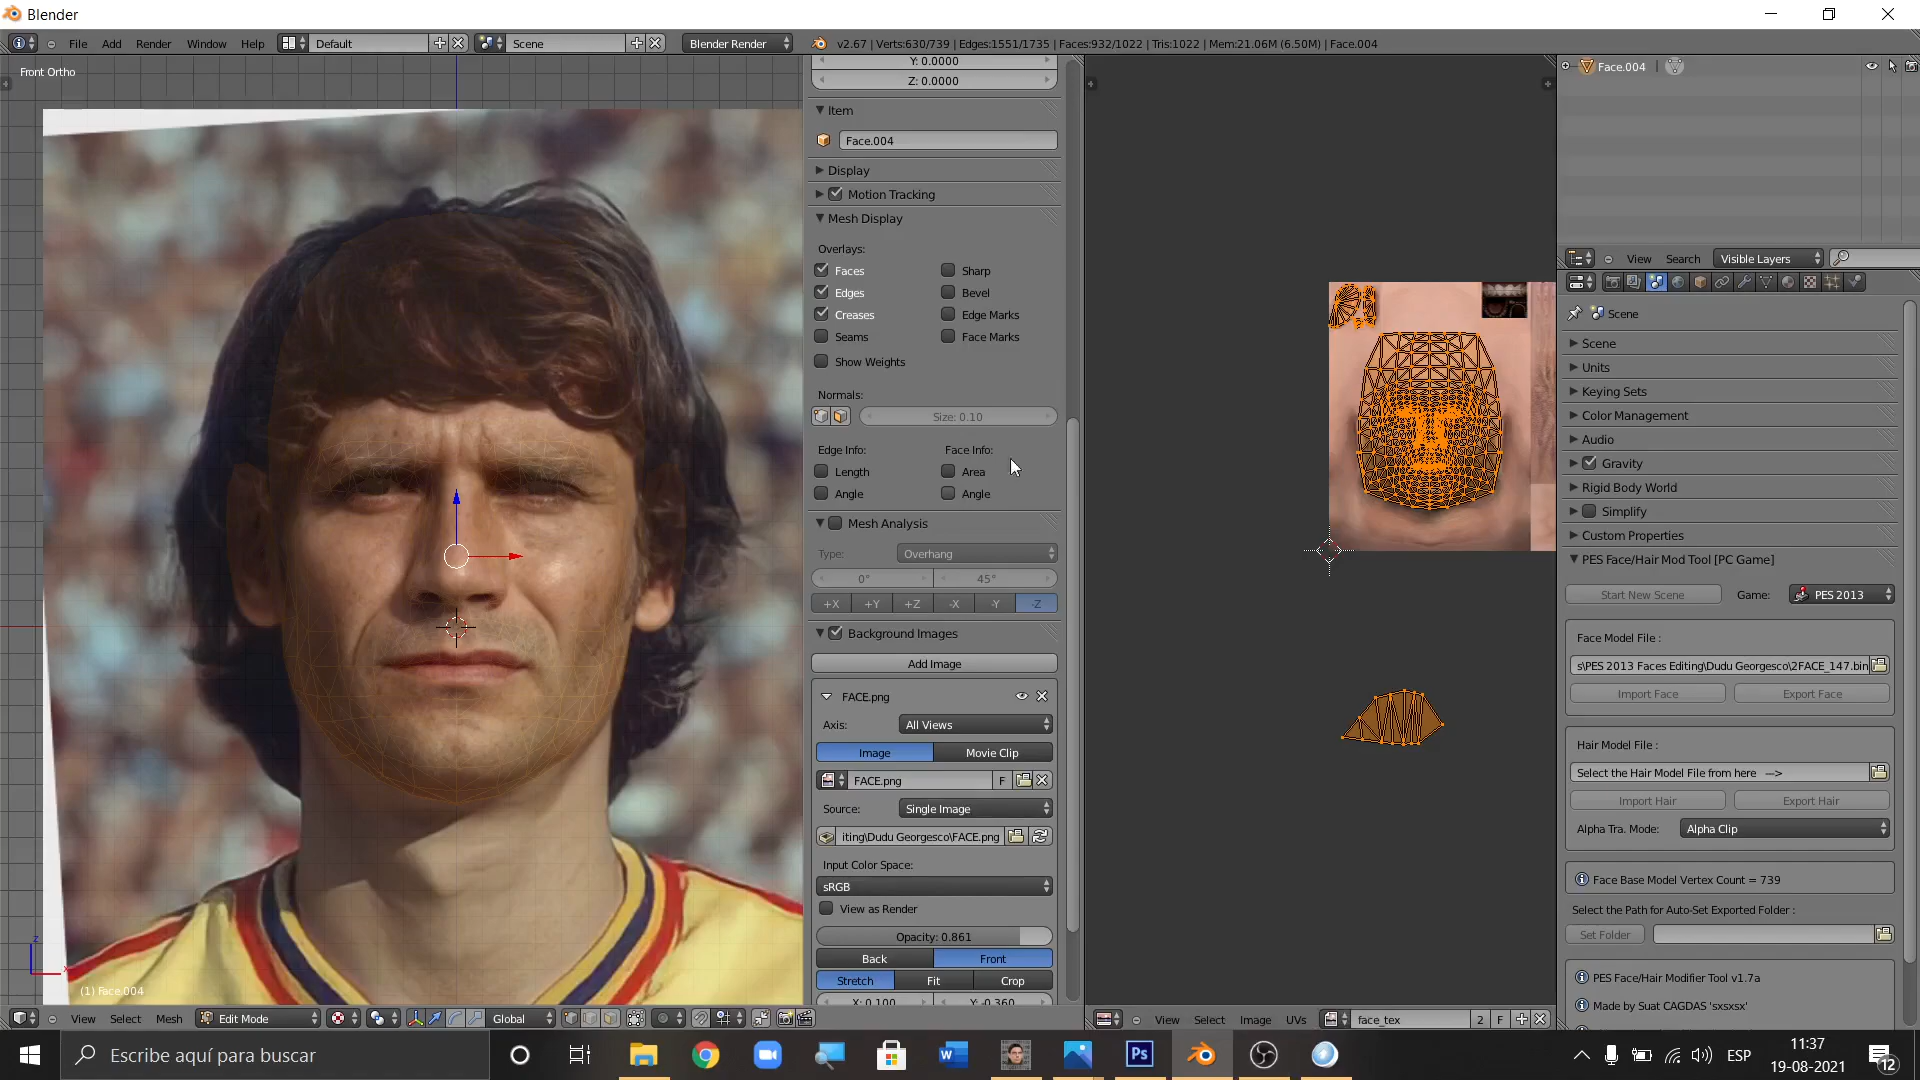 Blender
File Add Render Window Help Default Scene Blender Render v2.67 | Verts:630/739 | Edges:1551/1735 | Faces:932/1022 | Tris:1022 | Mem:21.06M (6.50M) | Face.004
Front Ortho
(1) Face.004
View Select Mesh Edit Mode Global
Y: 0.0000
Z: 0.0000
Item
Face.004
Display
Motion Tracking
Mesh Display
Overlays:
Faces Sharp
Edges Bevel
Creases Edge Marks
Seams Face Marks
Show Weights
Normals:
Size: 0.10
Edge Info: Face Info:
Length Area
Angle Angle
Mesh Analysis
Type: Overhang
0° 45°
+X +Y +Z -X -Y -Z
Background Images
Add Image
FACE.png
Axis: All Views
Image Movie Clip
FACE.png F
Source: Single Image
iting\Dudu Georgesco\FACE.png
Input Color Space:
sRGB
View as Render
Opacity: 0.861
Back Front
Stretch Fit Crop
X: 0.100 Y: -0.360
View Select Image UVs face_tex 2 F
Face.004
View Search Visible Layers
Scene
Scene
Units
Keying Sets
Color Management
Audio
Gravity
Rigid Body World
Simplify
Custom Properties
PES Face/Hair Mod Tool [PC Game]
Start New Scene Game: PES 2013
Face Model File :
s\PES 2013 Faces Editing\Dudu Georgesco\2FACE_147.bin
Import Face Export Face
Hair Model File :
Select the Hair Model File from here --->
Import Hair Export Hair
Alpha Tra. Mode: Alpha Clip
Face Base Model Vertex Count = 739
Select the Path for Auto-Set Exported Folder :
Set Folder
PES Face/Hair Modifier Tool v1.7a
Made by Suat CAGDAS 'sxsxsx'
Escribe aquí para buscar
ESP
11:37
19-08-2021
12